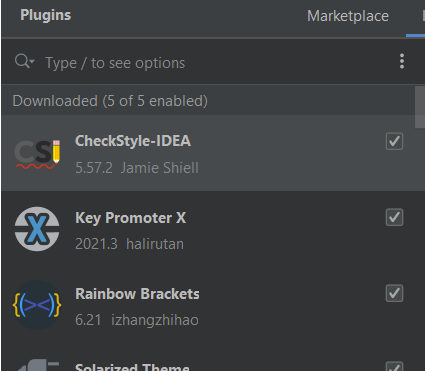 Plugins
Marketplace
Type / to see options
Downloaded (5 of 5 enabled)
CS
CheckStyle-IDEA
5.57.2 Jamie Shiell
X
Key Promoter X
2021.3 halirutan
{(><)}
Rainbow Brackets
6.21 izhangzhihao
Solarized Theme